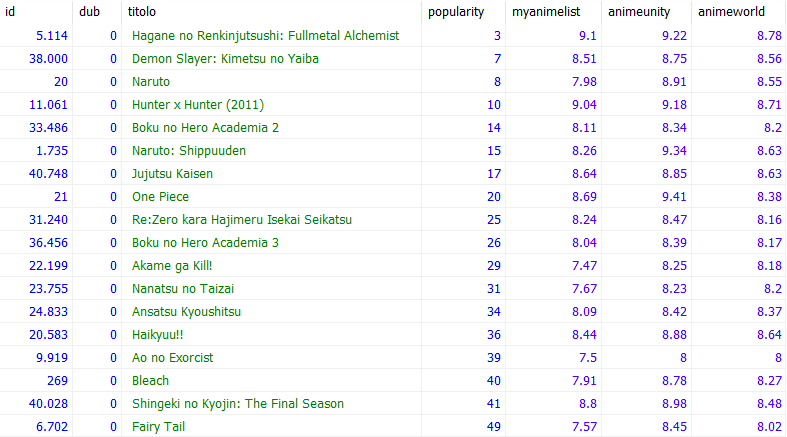 id dub titolo popularity myanimelist animeunity animeworld
5.114 0 Hagane no Renkinjutsushi: Fullmetal Alchemist 3 9.1 9.22 8.78
38.000 0 Demon Slayer: Kimetsu no Yaiba 7 8.51 8.75 8.56
20 0 Naruto 8 7.98 8.91 8.55
11.061 0 Hunter x Hunter (2011) 10 9.04 9.18 8.71
33.486 0 Boku no Hero Academia 2 14 8.11 8.34 8.2
1.735 0 Naruto: Shippuuden 15 8.26 9.34 8.63
40.748 0 Jujutsu Kaisen 17 8.64 8.85 8.63
21 0 One Piece 20 8.69 9.41 8.38
31.240 0 Re:Zero kara Hajimeru Isekai Seikatsu 25 8.24 8.47 8.16
36.456 0 Boku no Hero Academia 3 26 8.04 8.39 8.17
22.199 0 Akame ga Kill! 29 7.47 8.25 8.18
23.755 0 Nanatsu no Taizai 31 7.67 8.23 8.2
24.833 0 Ansatsu Kyoushitsu 34 8.09 8.42 8.37
20.583 0 Haikyuu!! 36 8.44 8.88 8.64
9.919 0 Ao no Exorcist 39 7.5 8 8
269 0 Bleach 40 7.91 8.78 8.27
40.028 0 Shingeki no Kyojin: The Final Season 41 8.8 8.98 8.48
6.702 0 Fairy Tail 49 7.57 8.45 8.02